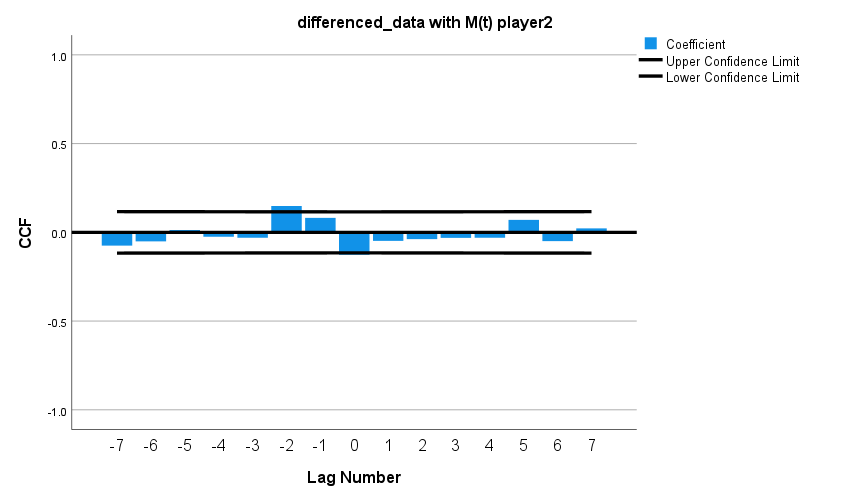 differenced_data with M(t) player2
Coefficient
Upper Confidence Limit
Lower Confidence Limit
1.0
0.5
0.0
-0.5
-1.0
CCF
-7 -6 -5 -4 -3 -2 -1 0 1 2 3 4 5 6 7
Lag Number